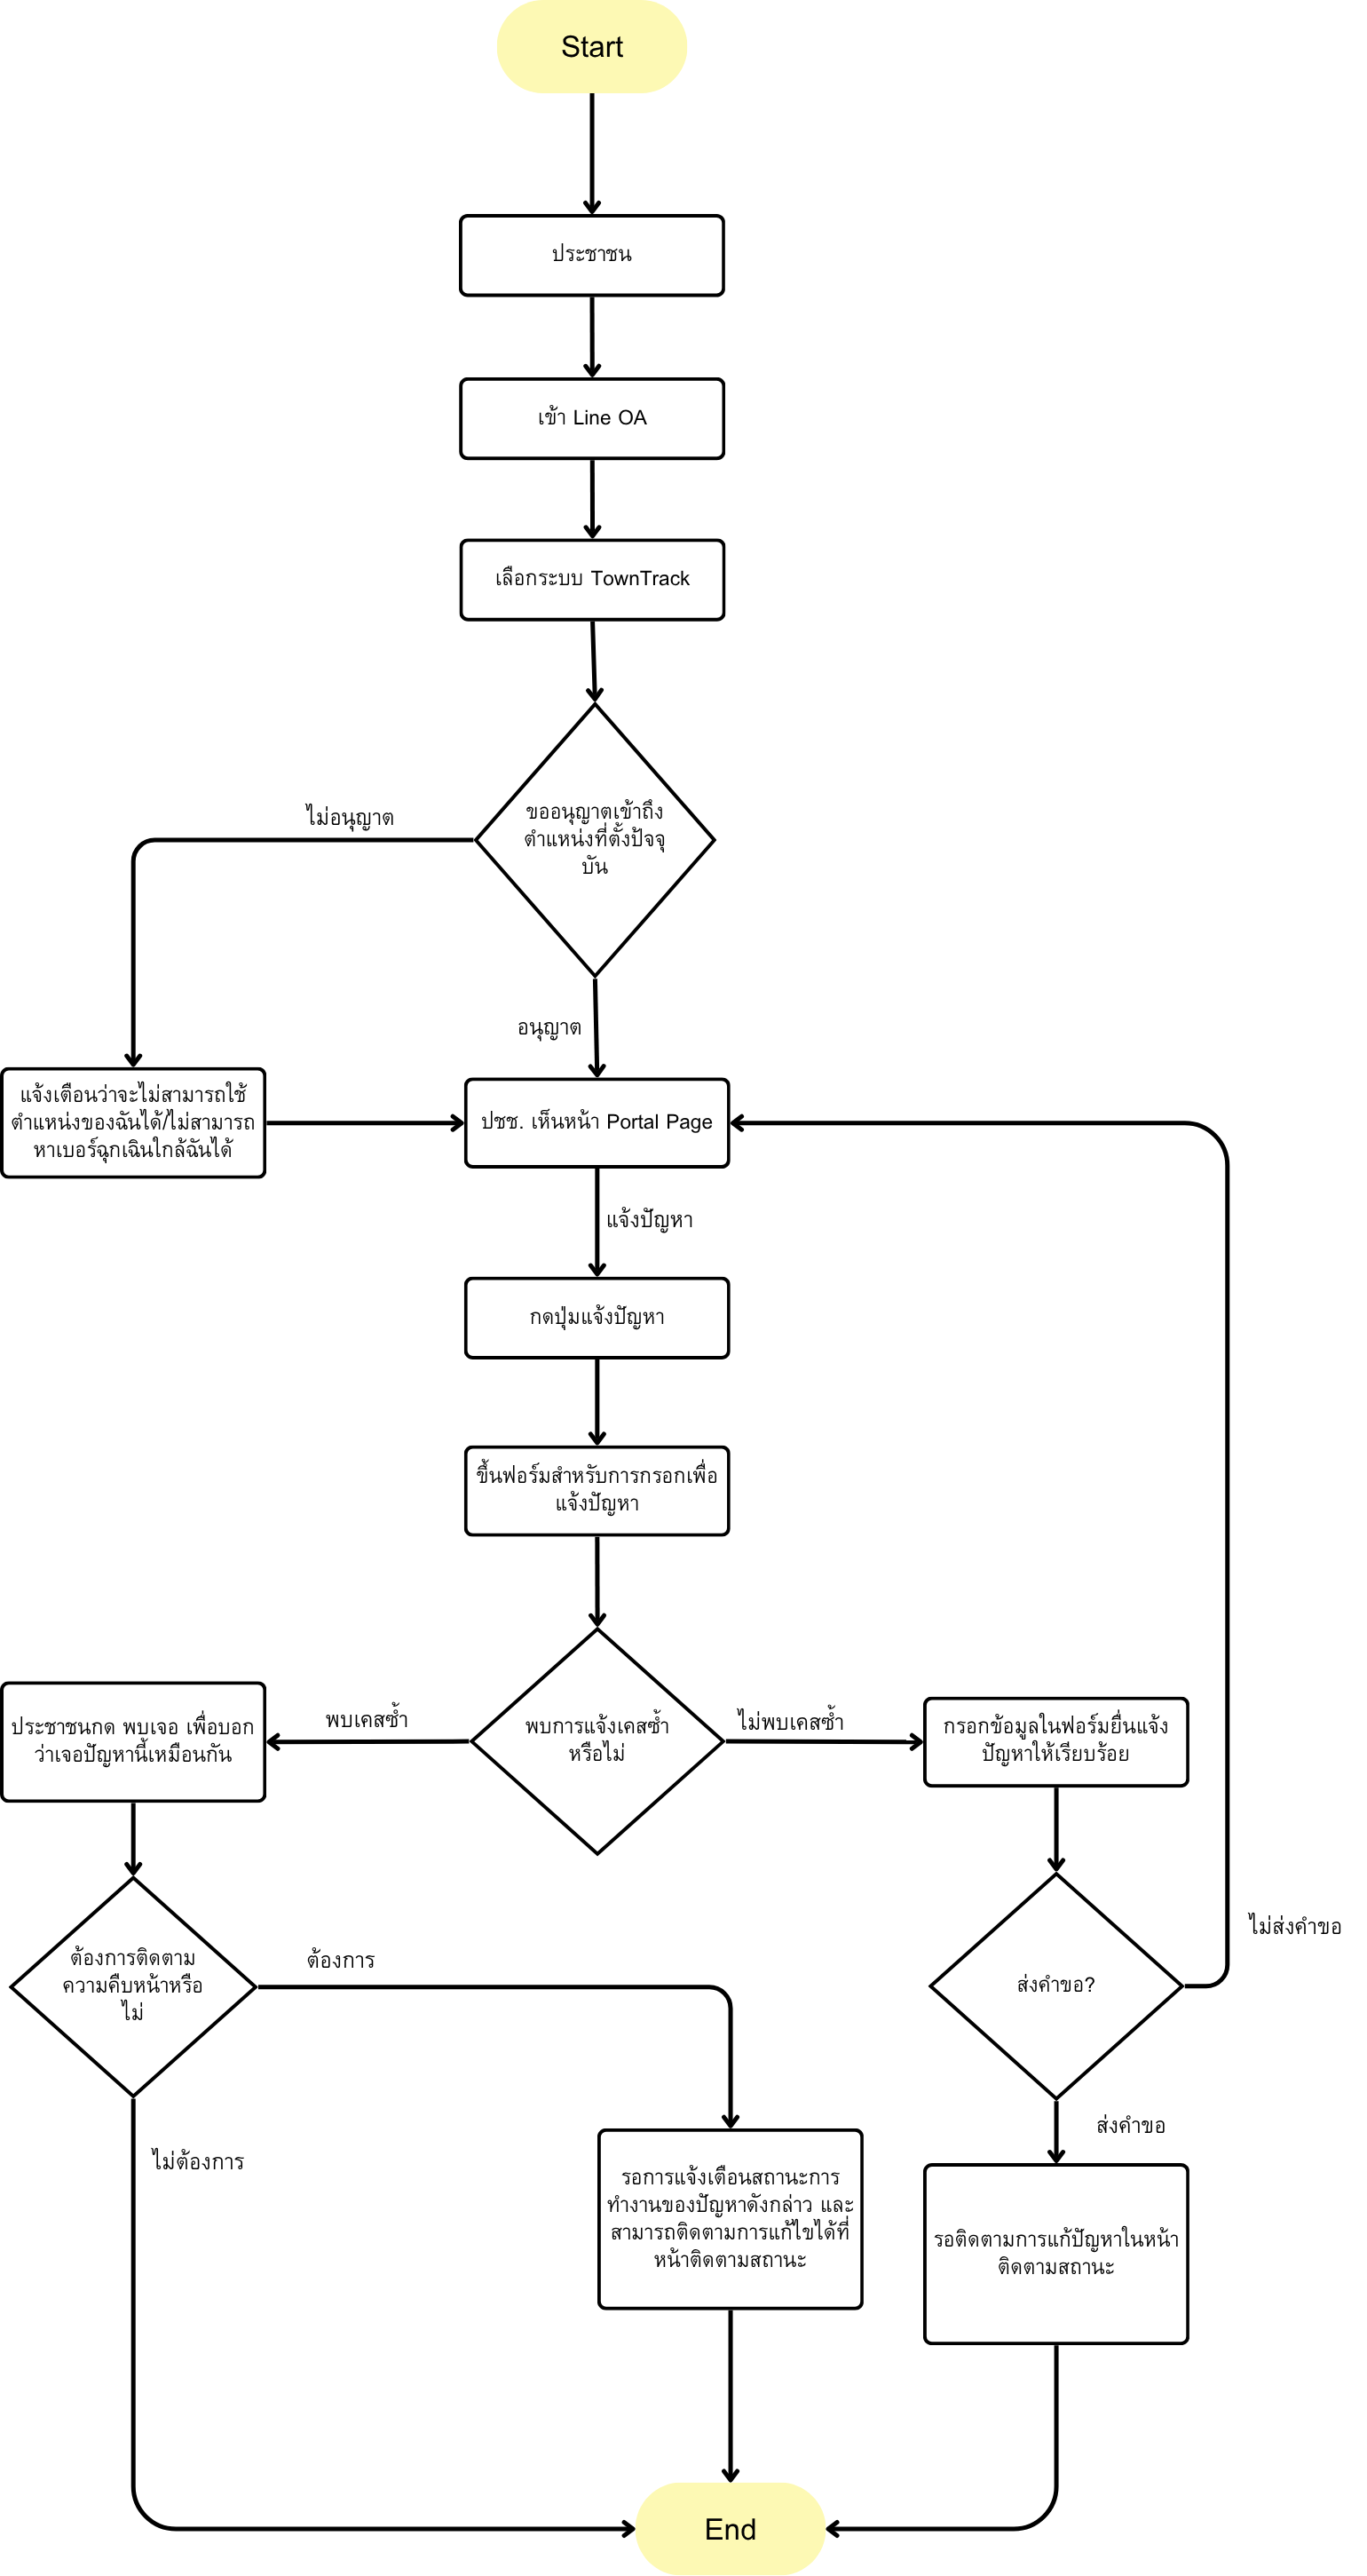 Start
ประชาชน
เข้า Line OA
เลือกระบบ TownTrack
ขออนุญาตเข้าถึง
ตำแหน่งที่ตั้งปัจจุ
บัน
ไม่อนุญาต
อนุญาต
แจ้งเตือนว่าจะไม่สามารถใช้
ตำแหน่งของฉันได้/ไม่สามารถ
หาเบอร์ฉุกเฉินใกล้ฉันได้
ปชช. เห็นหน้า Portal Page
แจ้งปัญหา
กดปุ่มแจ้งปัญหา
ขึ้นฟอร์มสำหรับการกรอกเพื่อ
แจ้งปัญหา
พบการแจ้งเคสซ้ำ
หรือไม่
พบเคสซ้ำ
ไม่พบเคสซ้ำ
ประชาชนกด พบเจอ เพื่อบอก
ว่าเจอปัญหานี้เหมือนกัน
กรอกข้อมูลในฟอร์มยื่นแจ้ง
ปัญหาให้เรียบร้อย
ต้องการติดตาม
ความคืบหน้าหรือ
ไม่
ต้องการ
ส่งคำขอ?
ไม่ส่งคำขอ
ส่งคำขอ
ไม่ต้องการ
รอการแจ้งเตือนสถานะการ
ทำงานของปัญหาดังกล่าว และ
สามารถติดตามการแก้ไขได้ที่
หน้าติดตามสถานะ
รอติดตามการแก้ปัญหาในหน้า
ติดตามสถานะ
End